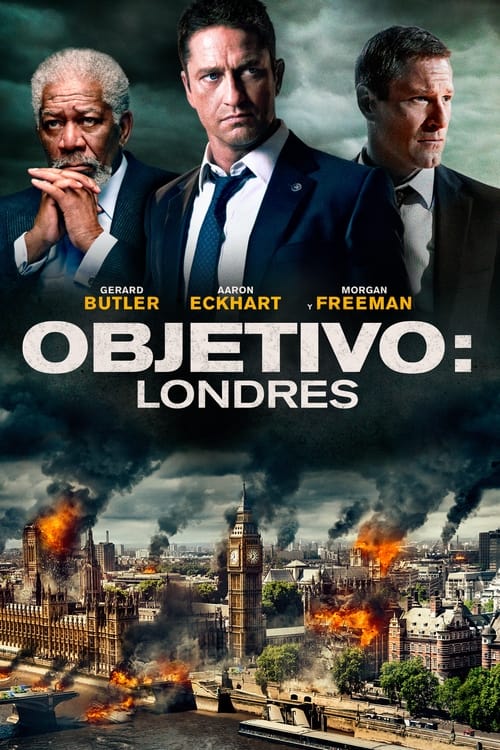 GERARD BUTLER
AARON ECKHART
Y MORGAN FREEMAN
OBJETIVO:
LONDRES